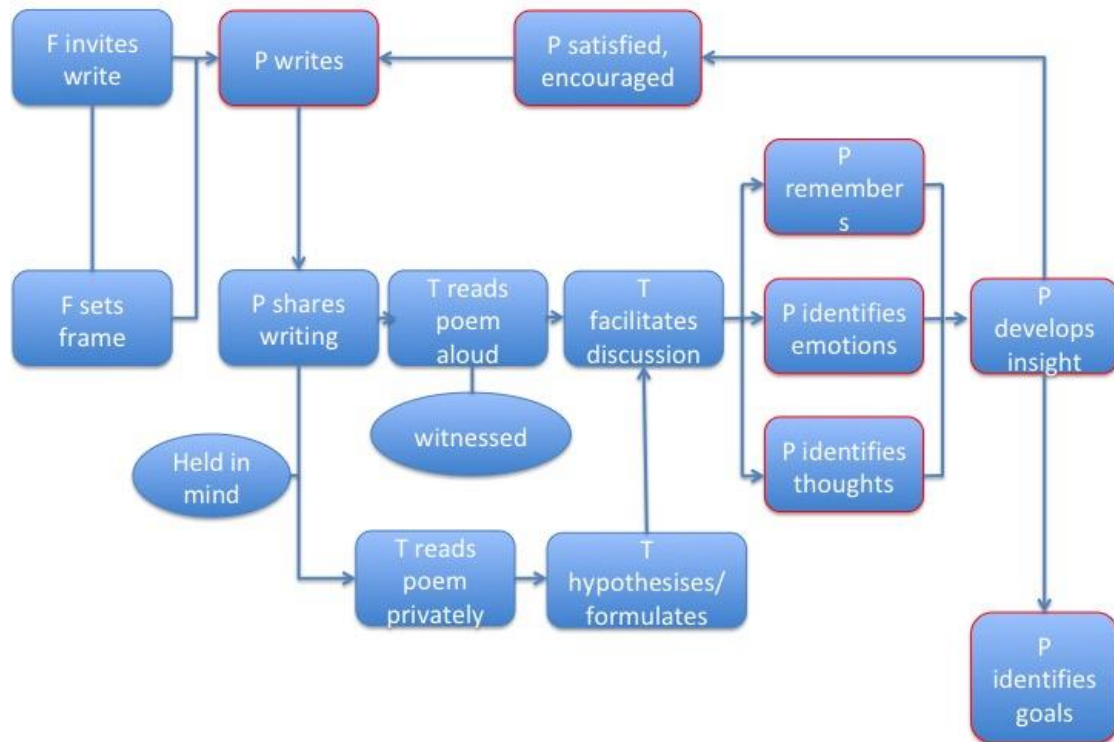 F invites
write
P writes
P satisfied,
encouraged
P
remember
s
F sets
frame
P shares
writing
T reads
poem
aloud
T
facilitates
discussion
P identifies
emotions
P
develops
insight
witnessed
Held in
mind
P identifies
thoughts
T reads
poem
privately
T
hypothesises/
formulates
P
identifies
goals